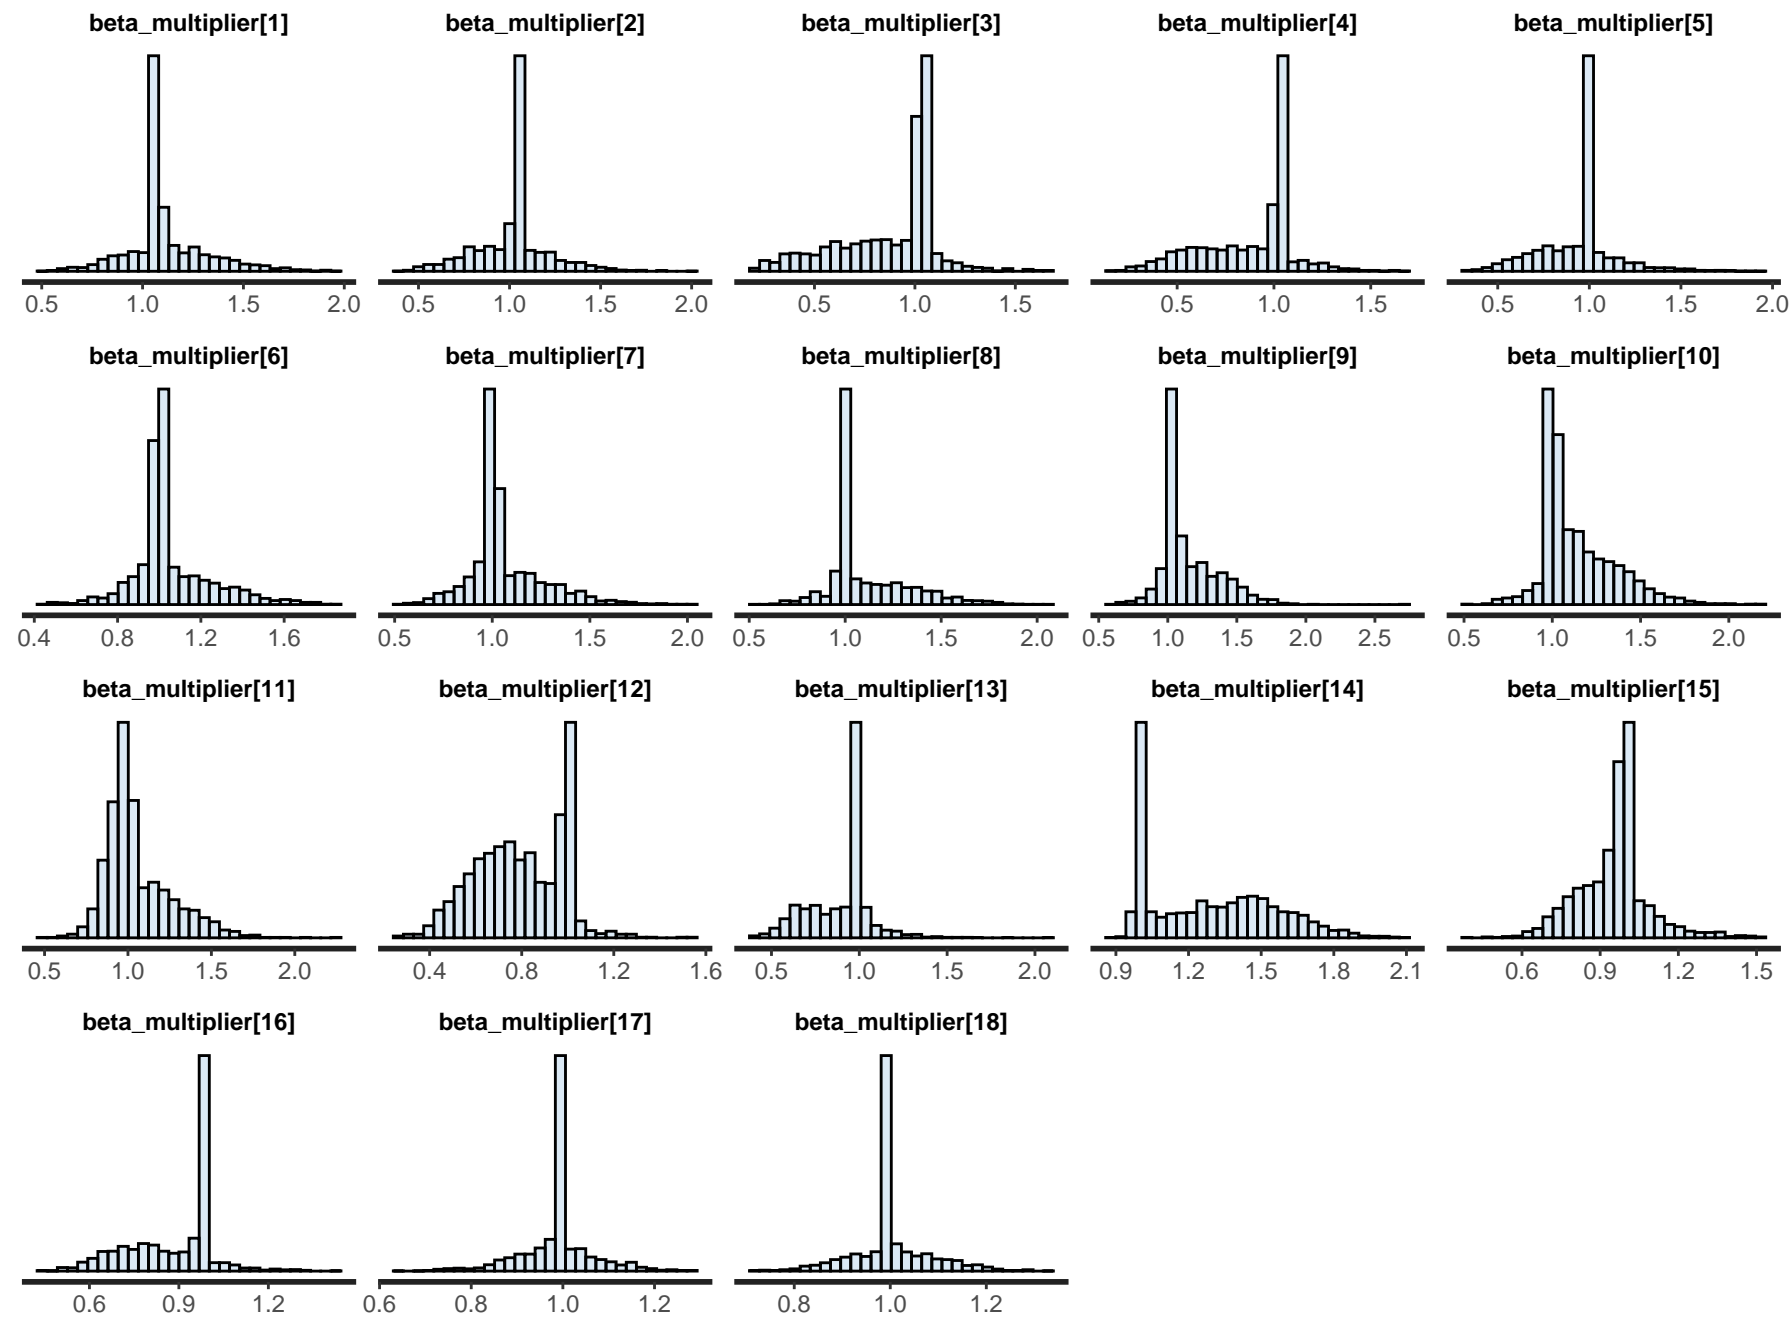 beta_multiplier[1] beta_multiplier[2] beta_multiplier[3] beta_multiplier[4] beta_multiplier[5]
0.5 1.0 1.5 2.0 0.5 1.0 1.5 2.0 0.5 1.0 1.5 0.5 1.0 1.5 0.5 1.0 1.5 2.0
beta_multiplier[6] beta_multiplier[7] beta_multiplier[8] beta_multiplier[9] beta_multiplier[10]
0.4 0.8 1.2 1.6 0.5 1.0 1.5 2.0 0.5 1.0 1.5 2.0 0.5 1.0 1.5 2.0 2.5 0.5 1.0 1.5 2.0
beta_multiplier[11] beta_multiplier[12] beta_multiplier[13] beta_multiplier[14] beta_multiplier[15]
0.5 1.0 1.5 2.0 0.4 0.8 1.2 1.6 0.5 1.0 1.5 2.0 0.9 1.2 1.5 1.8 2.1 0.6 0.9 1.2 1.5
beta_multiplier[16] beta_multiplier[17] beta_multiplier[18]
0.6 0.9 1.2 0.6 0.8 1.0 1.2 0.8 1.0 1.2